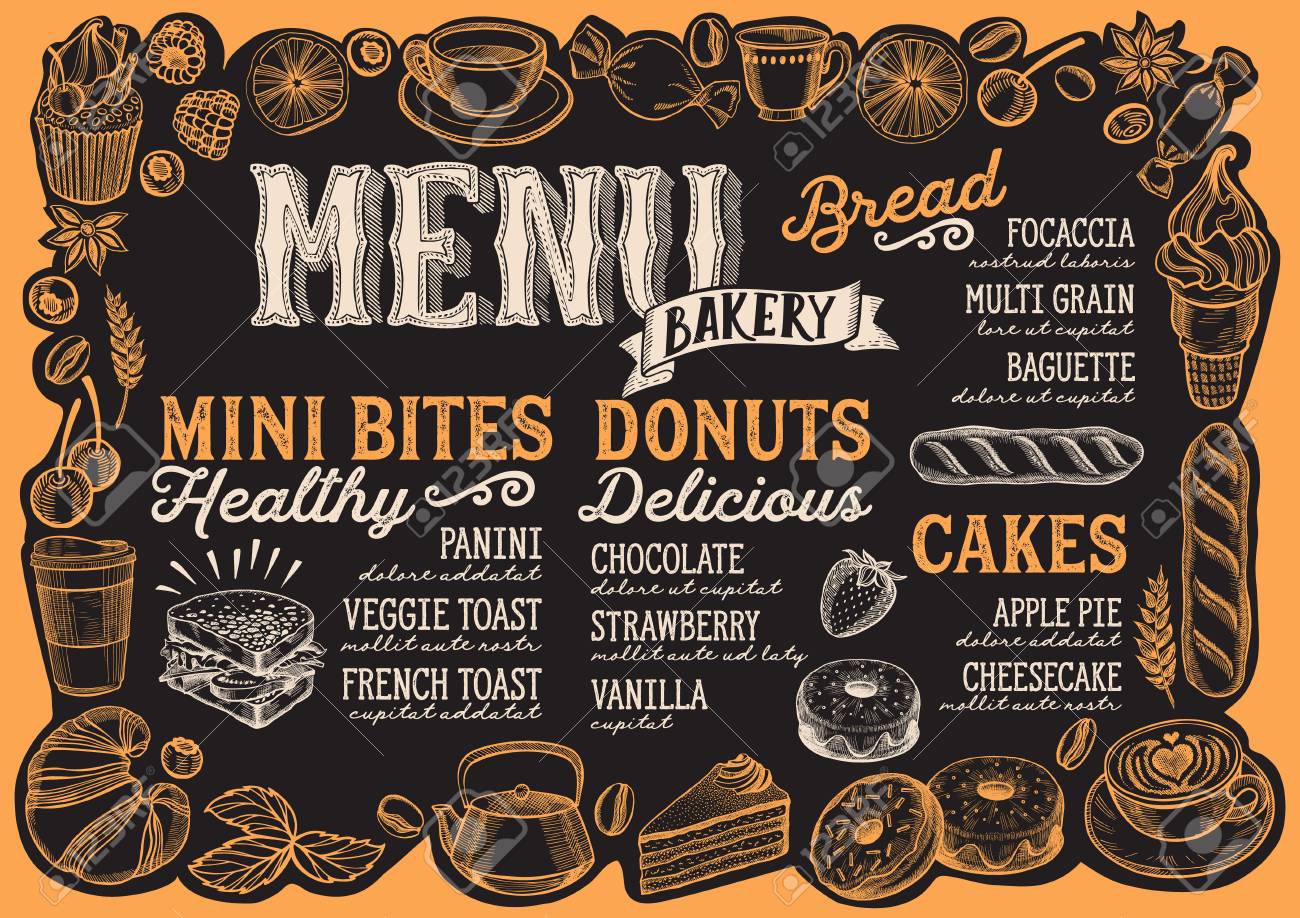 MENU
BAKERY
Bread
FOCACCIA
nostrud laboris
MULTI GRAIN
lore ut cupitat
BAGUETTE
dolore ut cupitat
MINI BITES
Healthy
PANINI
dolore addatat
VEGGIE TOAST
mollit aute nostr
FRENCH TOAST
cupitat addatat
DONUTS
Delicious
CHOCOLATE
dolore ut cupitat
STRAWBERRY
mollit aute ud laty
VANILLA
cupitat
CAKES
APPLE PIE
dolore addatat
CHEESECAKE
mollit aute nostr